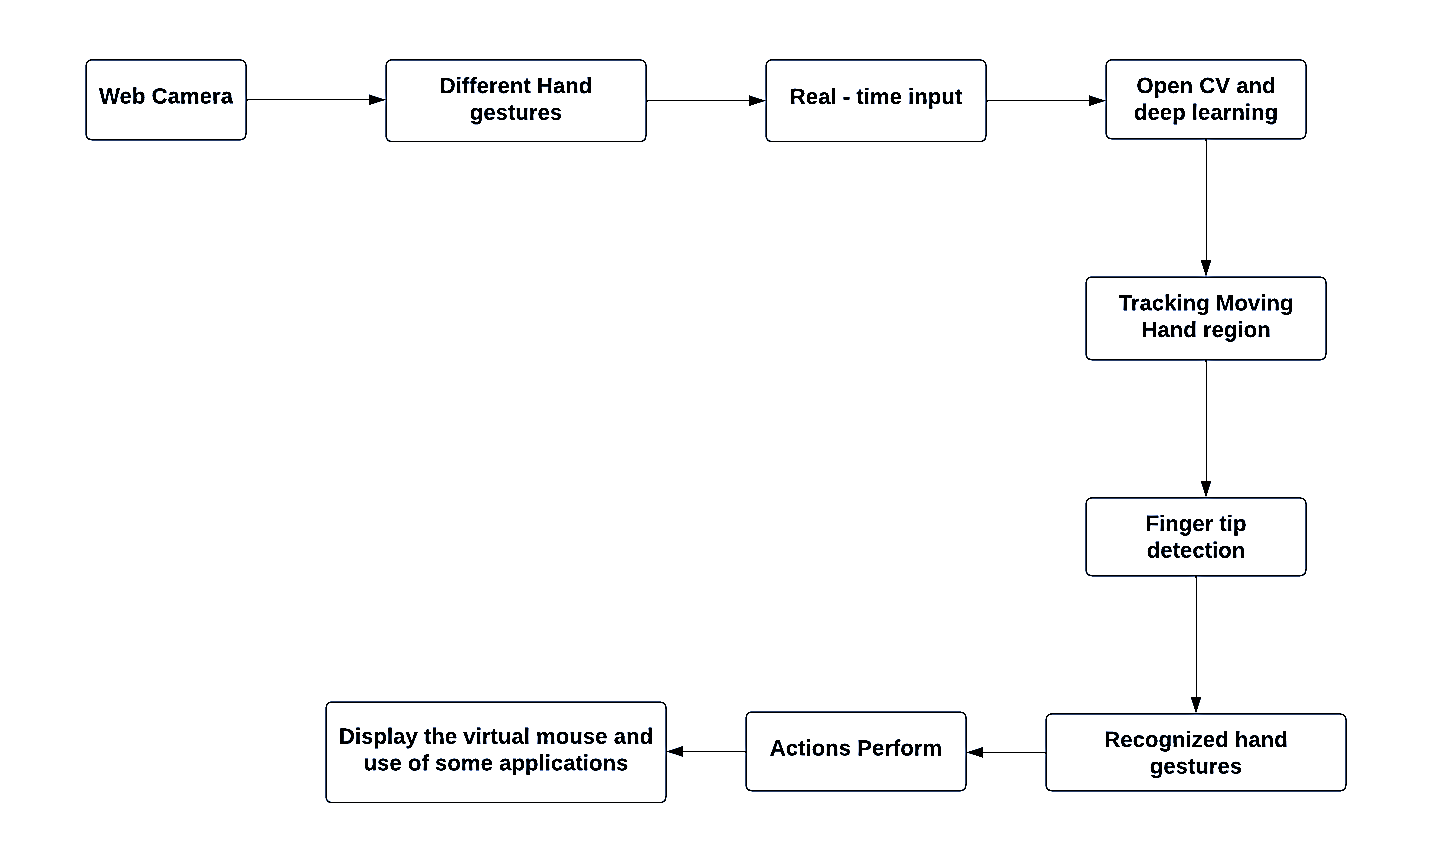 Web Camera
Different Hand
gestures
Real - time input
Open CV and
deep learning
Tracking Moving
Hand region
Finger tip
detection
Recognized hand
gestures
Actions Perform
Display the virtual mouse and
use of some applications